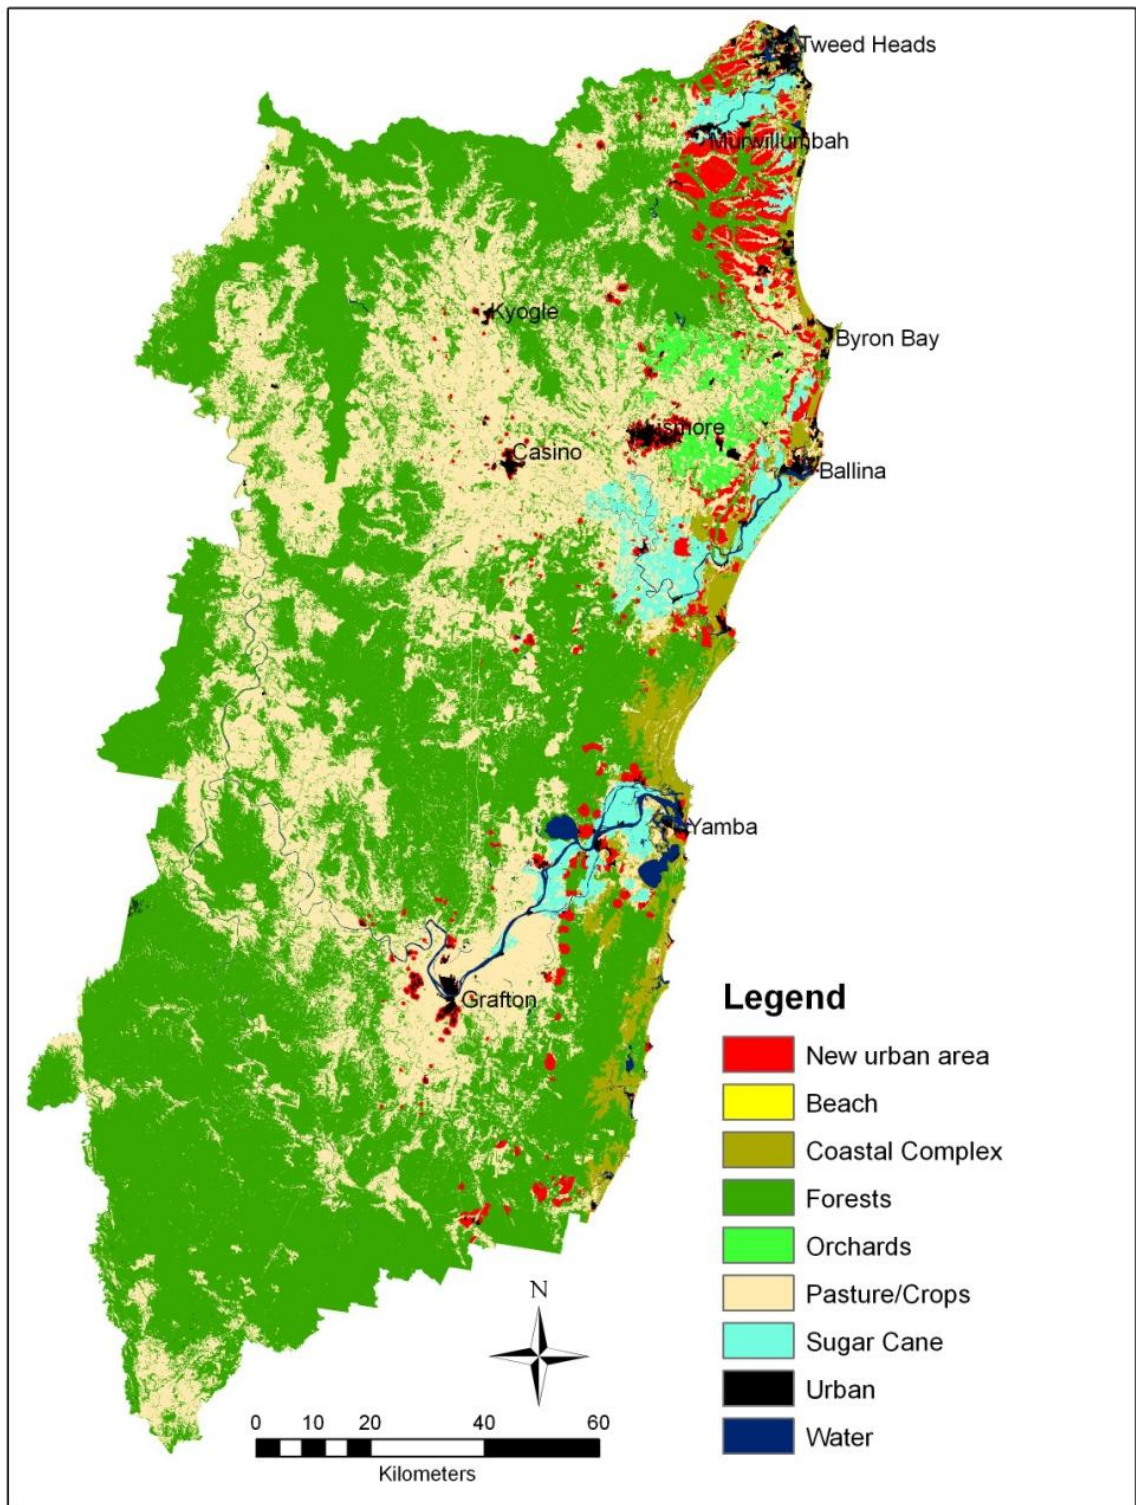 Tweed Heads
Murwillumbah
Kyogle
Byron Bay
Lismore
Casino
Ballina
Yamba
Grafton
Legend
New urban area
Beach
Coastal Complex
Forests
Orchards
Pasture/Crops
Sugar Cane
Urban
Water
N
0 10 20 40 60
Kilometers